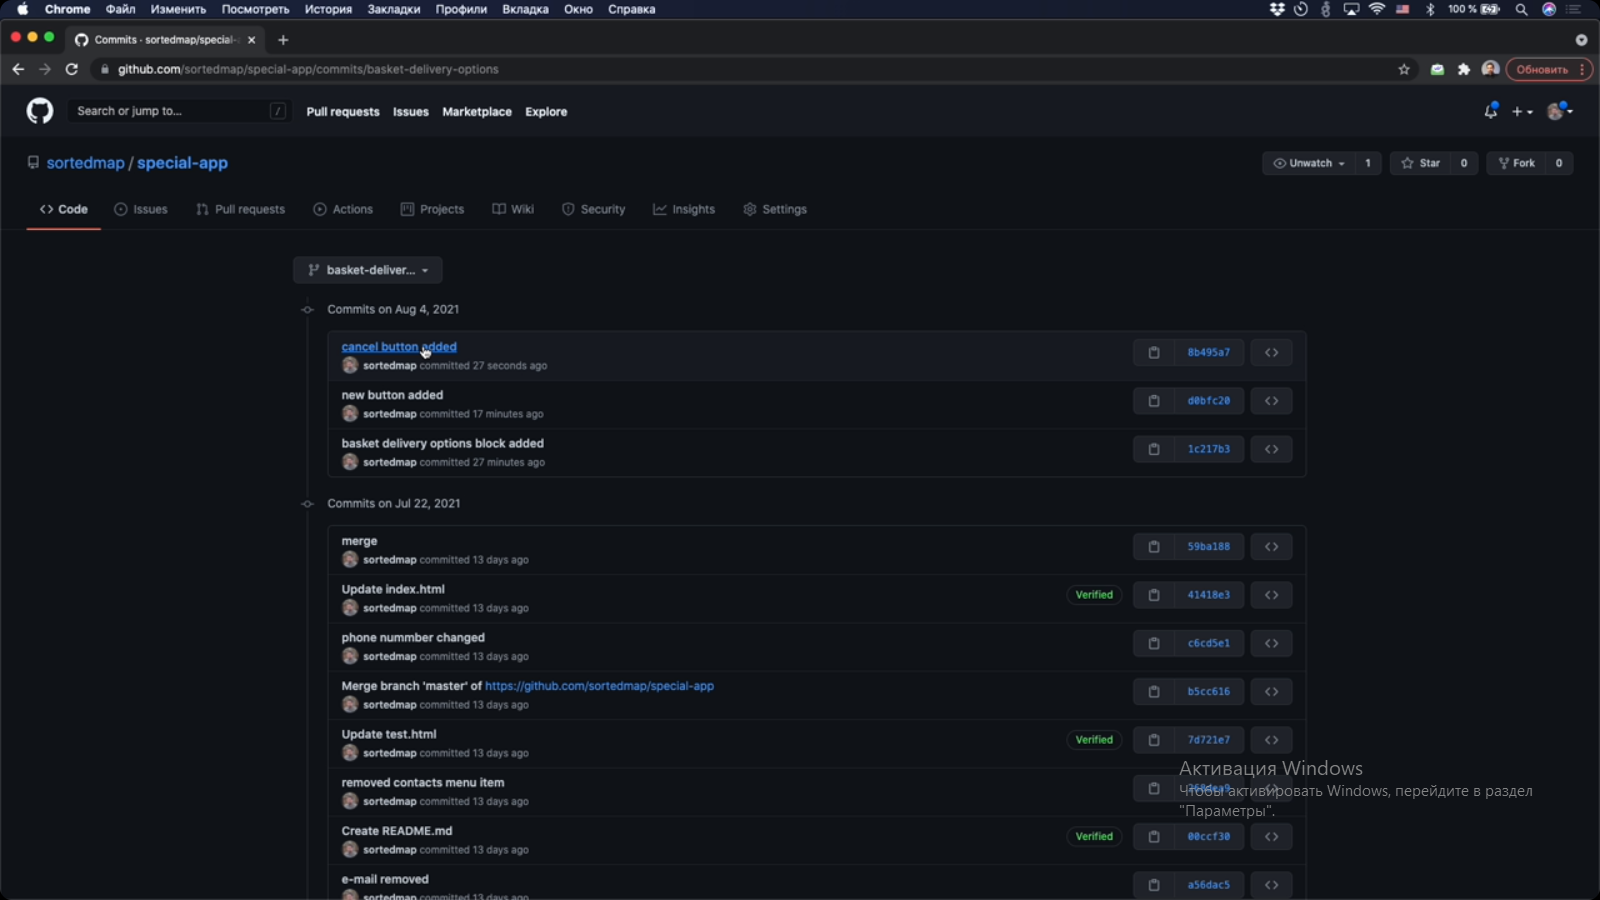 Chrome Файл Изменить Посмотреть История Закладки Профили Вкладка Окно Справка 100 %
Commits · sortedmap/special-
github.com/sortedmap/special-app/commits/basket-delivery-options Обновить
Search or jump to... / Pull requests Issues Marketplace Explore
sortedmap / special-app Unwatch 1 Star 0 Fork 0
Code Issues Pull requests Actions Projects Wiki Security Insights Settings
basket-deliver...
Commits on Aug 4, 2021
cancel button added
sortedmap committed 27 seconds ago 8b495a7
new button added
sortedmap committed 17 minutes ago d0bfc20
basket delivery options block added
sortedmap committed 27 minutes ago 1c217b3
Commits on Jul 22, 2021
merge
sortedmap committed 13 days ago 59ba188
Update index.html
sortedmap committed 13 days ago Verified 41418e3
phone nummber changed
sortedmap committed 13 days ago c6cd5e1
Merge branch 'master' of https://github.com/sortedmap/special-app
sortedmap committed 13 days ago b5cc616
Update test.html
sortedmap committed 13 days ago Verified 7d721e7
Активация Windows
removed contacts menu item
Чтобы активировать Windows, перейдите в раздел
sortedmap committed 13 days ago
"Параметры".
Create README.md
sortedmap committed 13 days ago Verified 00ccf30
e-mail removed
sortedmap committed 13 days ago a56dac5